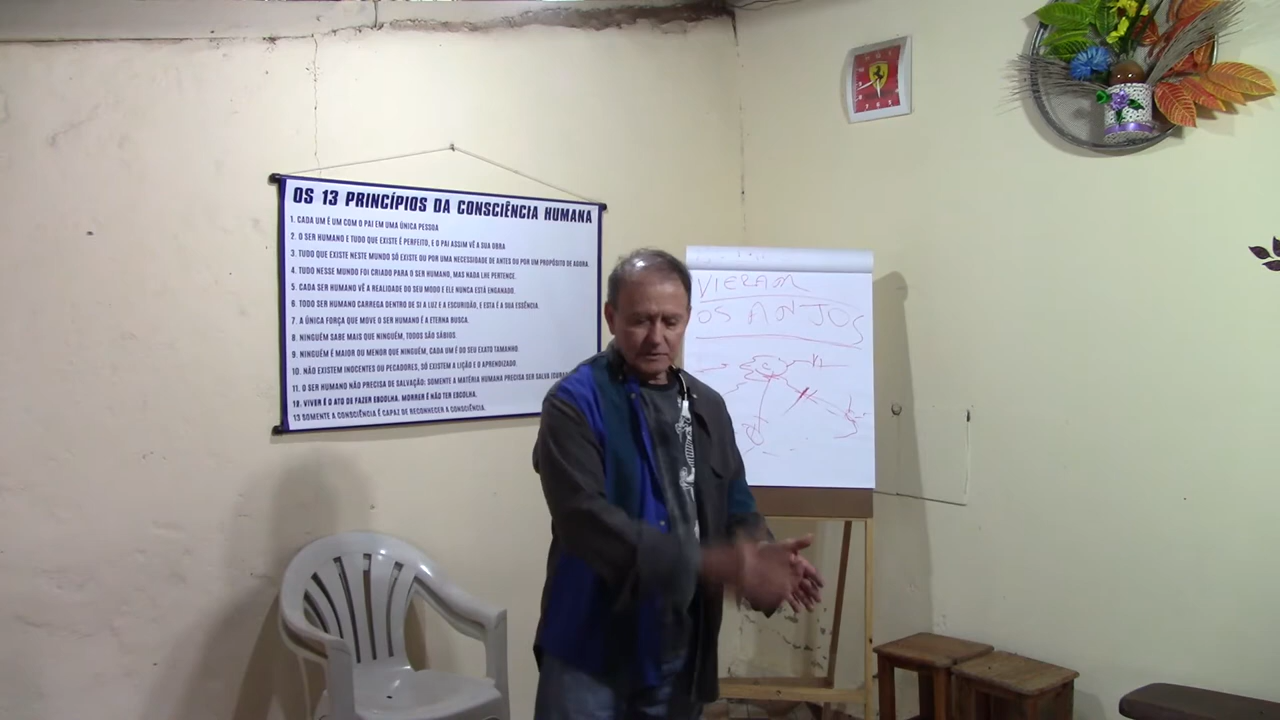 OS 13 PRINCÍPIOS DA CONSCIÊNCIA HUMANA
1. CADA UM É UM COM O PAI EM UMA ÚNICA PESSOA
2. O SER HUMANO E TUDO QUE EXISTE É PERFEITO, E O PAI ASSIM VÊ A SUA OBRA
3. TUDO QUE EXISTE NESTE MUNDO SÓ EXISTE OU POR UMA NECESSIDADE DE ANTES OU POR UM PROPÓSITO DE AGORA.
4. TUDO NESSE MUNDO FOI CRIADO PARA O SER HUMANO, MAS NADA LHE PERTENCE.
5. CADA SER HUMANO VÊ A REALIDADE DO SEU MODO E ELE NUNCA ESTÁ ENGANADO.
6. TODO SER HUMANO CARREGA DENTRO DE SI A LUZ E A ESCURIDÃO, E ESTA É A SUA ESSÊNCIA.
7. A ÚNICA FORÇA QUE MOVE O SER HUMANO É A ETERNA BUSCA.
8. NINGUÉM SABE MAIS QUE NINGUÉM, TODOS SÃO SÁBIOS.
9. NINGUÉM É MAIOR OU MENOR QUE NINGUÉM, CADA UM É DO SEU EXATO TAMANHO.
10. NÃO EXISTEM INOCENTES OU PECADORES, SÓ EXISTEM A LIÇÃO E O APRENDIZADO.
11. O SER HUMANO NÃO PRECISA DE SALVAÇÃO: SOMENTE A MATÉRIA HUMANA PRECISA SER SALVA
12. VIVER É O ATO DE FAZER ESCOLHA. MORRER É NÃO TER ESCOLHA.
13 SOMENTE A CONSCIÊNCIA É CAPAZ DE RECONHECER A CONSCIÊNCIA.
VIERAM
OS ANJOS